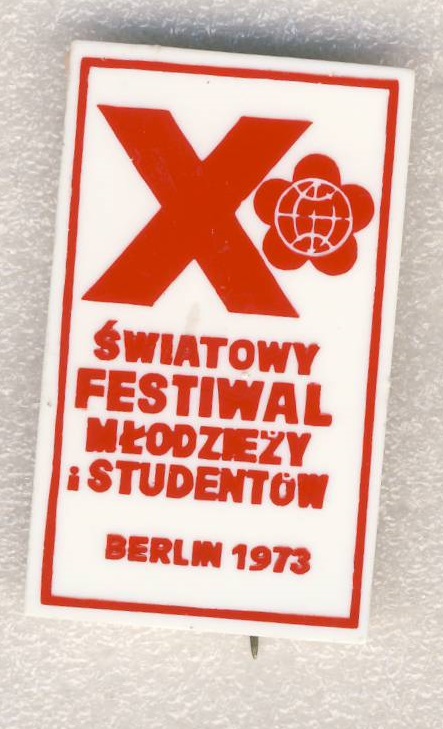 X
ŚWIATOWY
FESTIWAL
MŁODZIEŻY
i STUDENTÓW
BERLIN 1973